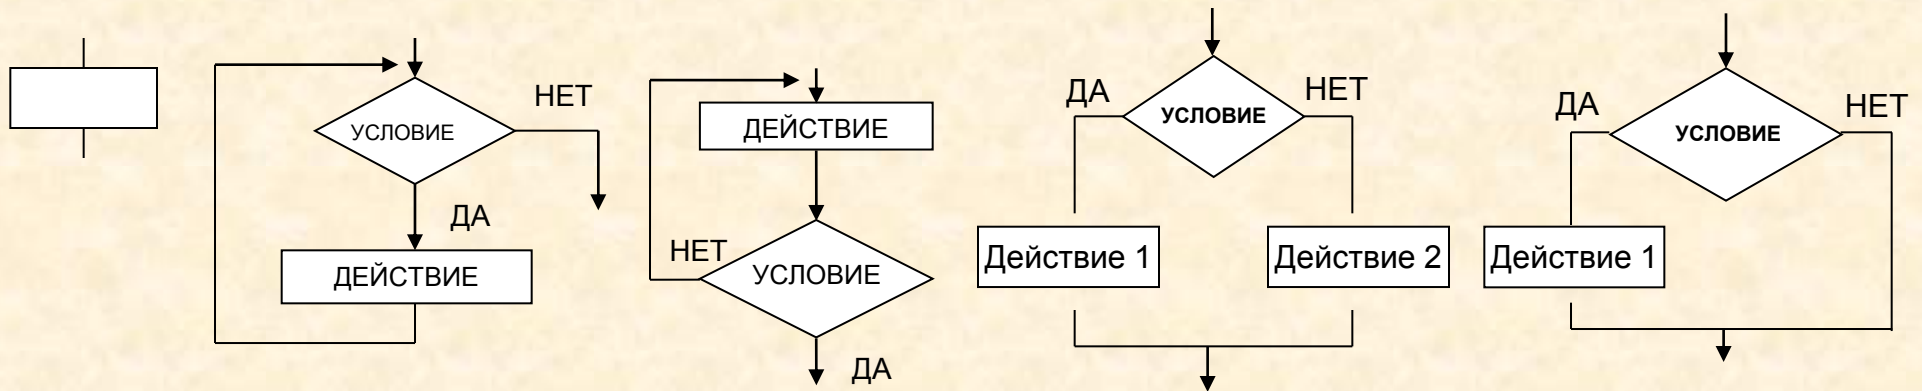 УСЛОВИЕ
НЕТ
ДА
ДЕЙСТВИЕ
ДЕЙСТВИЕ
НЕТ
УСЛОВИЕ
ДА
ДА
УСЛОВИЕ
НЕТ
Действие 1
Действие 2
ДА
УСЛОВИЕ
НЕТ
Действие 1